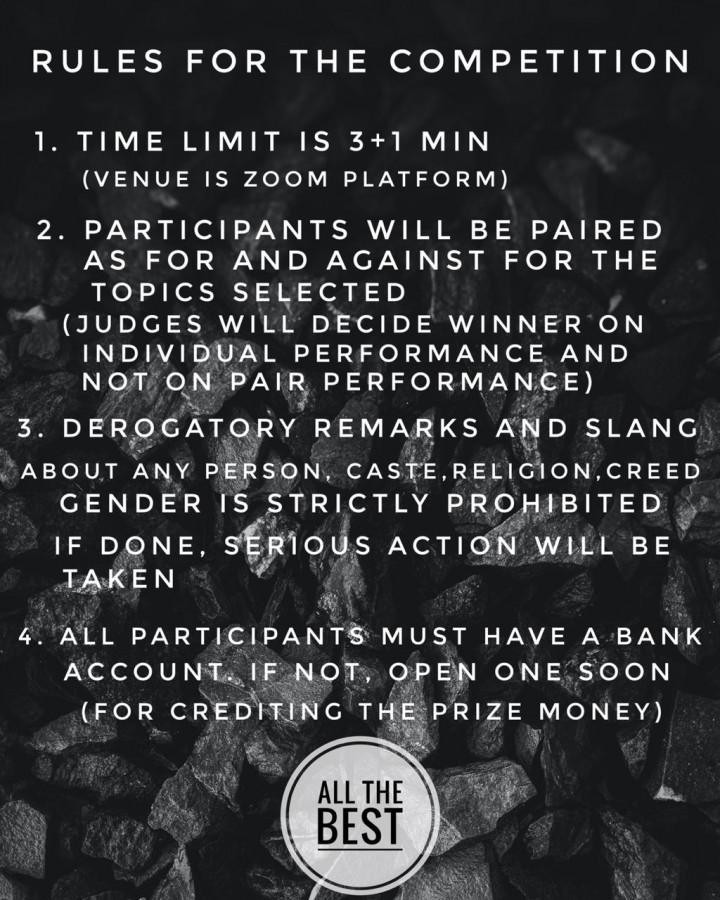 RULES FOR THE COMPETITION
1. TIME LIMIT IS 3+1 MIN
(VENUE IS ZOOM PLATFORM)
2. PARTICIPANTS WILL BE PAIRED
AS FOR AND AGAINST FOR THE
TOPICS SELECTED
(JUDGES WILL DECIDE WINNER ON
INDIVIDUAL PERFORMANCE AND
NOT ON PAIR PERFORMANCE)
3. DEROGATORY REMARKS AND SLANG
ABOUT ANY PERSON, CASTE,RELIGION,CREED
GENDER IS STRICTLY PROHIBITED
IF DONE, SERIOUS ACTION WILL BE
TAKEN
4. ALL PARTICIPANTS MUST HAVE A BANK
ACCOUNT. IF NOT, OPEN ONE SOON
(FOR CREDITING THE PRIZE MONEY)
ALL THE
BEST